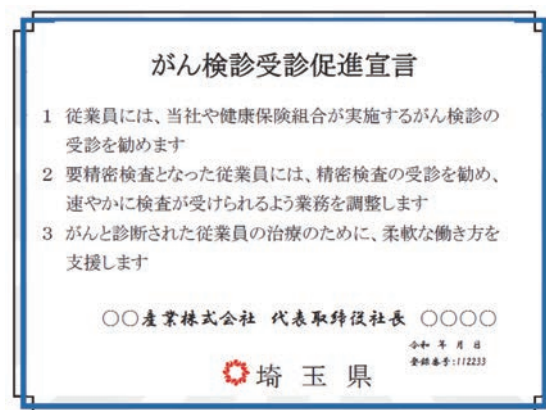 がん検診受診促進宣言
1 従業員には、当社や健康保険組合が実施するがん検診の
受診を勧めます
2 要精密検査となった従業員には、精密検査の受診を勧め、
速やかに検査が受けられるよう業務を調整します
3 がんと診断された従業員の治療のために、柔軟な働き方を
支援します
○○産業株式会社 代表取締役社長 ○○○○
令和 年 月 日
登録番号:112233
埼玉県